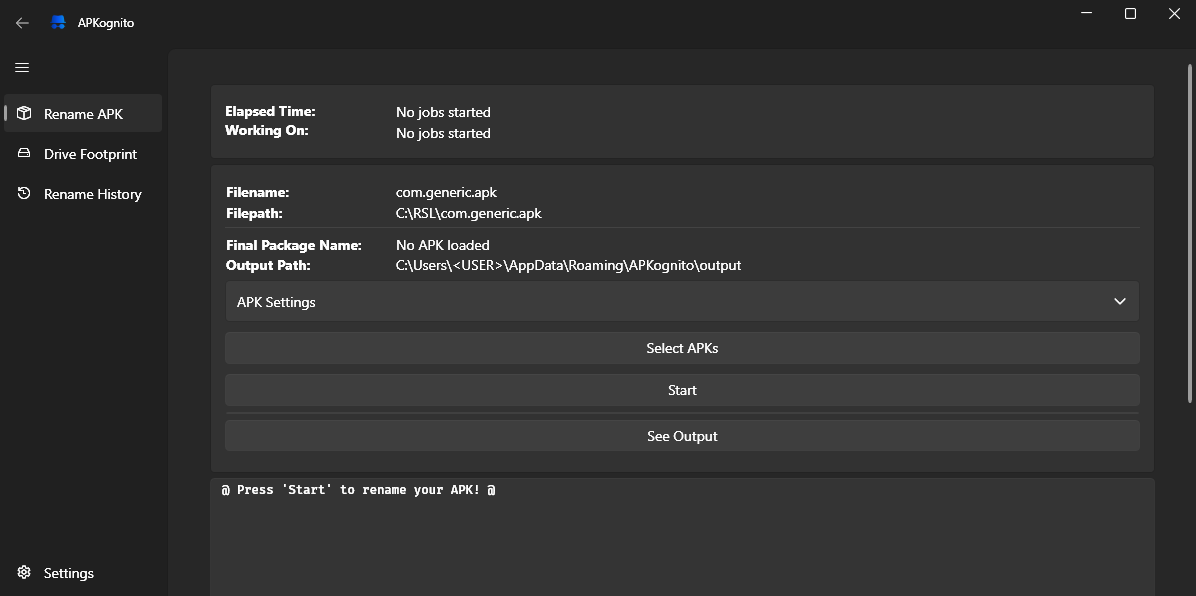 APKognito
Rename APK
Drive Footprint
Rename History
Settings
Elapsed Time: No jobs started
Working On: No jobs started
Filename: com.generic.apk
Filepath: C:\RSL\com.generic.apk
Final Package Name: No APK loaded
Output Path: C:\Users\<USER>\AppData\Roaming\APKognito\output
APK Settings
Select APKs
Start
See Output
@ Press 'Start' to rename your APK! @